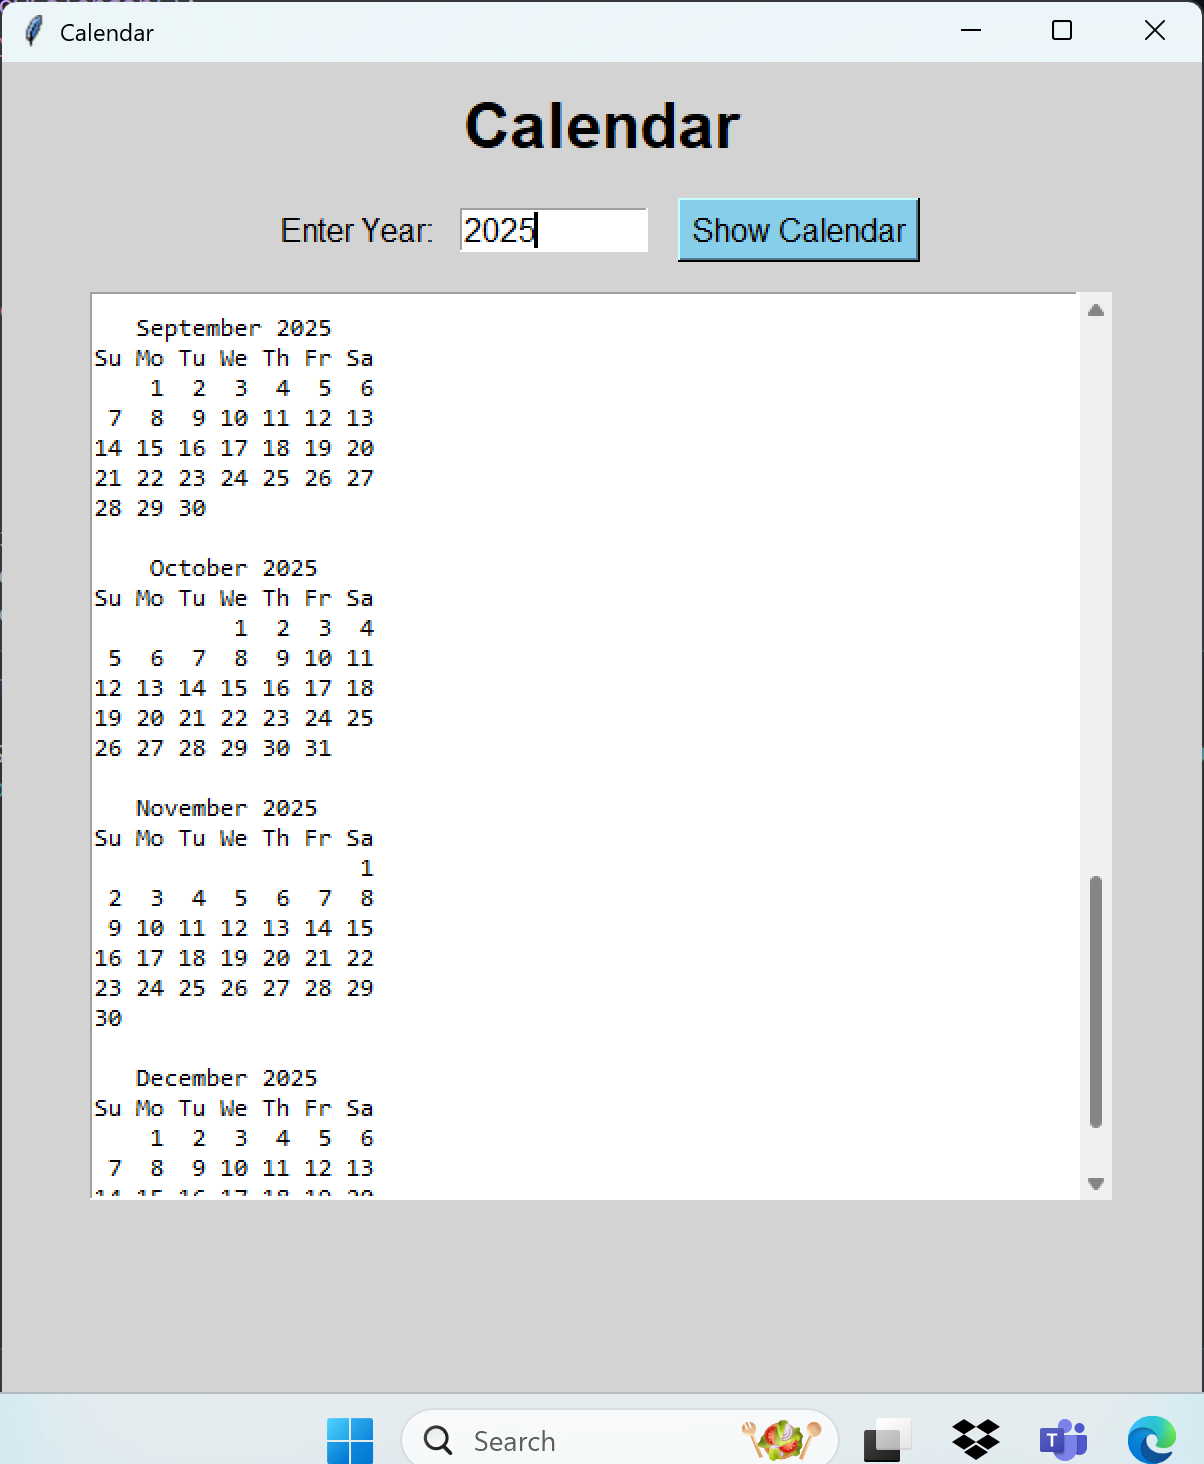 Calendar
Calendar
Enter Year: 2025 Show Calendar
September 2025
Su Mo Tu We Th Fr Sa
1 2 3 4 5 6
7 8 9 10 11 12 13
14 15 16 17 18 19 20
21 22 23 24 25 26 27
28 29 30
October 2025
Su Mo Tu We Th Fr Sa
1 2 3 4
5 6 7 8 9 10 11
12 13 14 15 16 17 18
19 20 21 22 23 24 25
26 27 28 29 30 31
November 2025
Su Mo Tu We Th Fr Sa
1
2 3 4 5 6 7 8
9 10 11 12 13 14 15
16 17 18 19 20 21 22
23 24 25 26 27 28 29
30
December 2025
Su Mo Tu We Th Fr Sa
1 2 3 4 5 6
7 8 9 10 11 12 13
14 15 16 17 18 19 20
Search
T